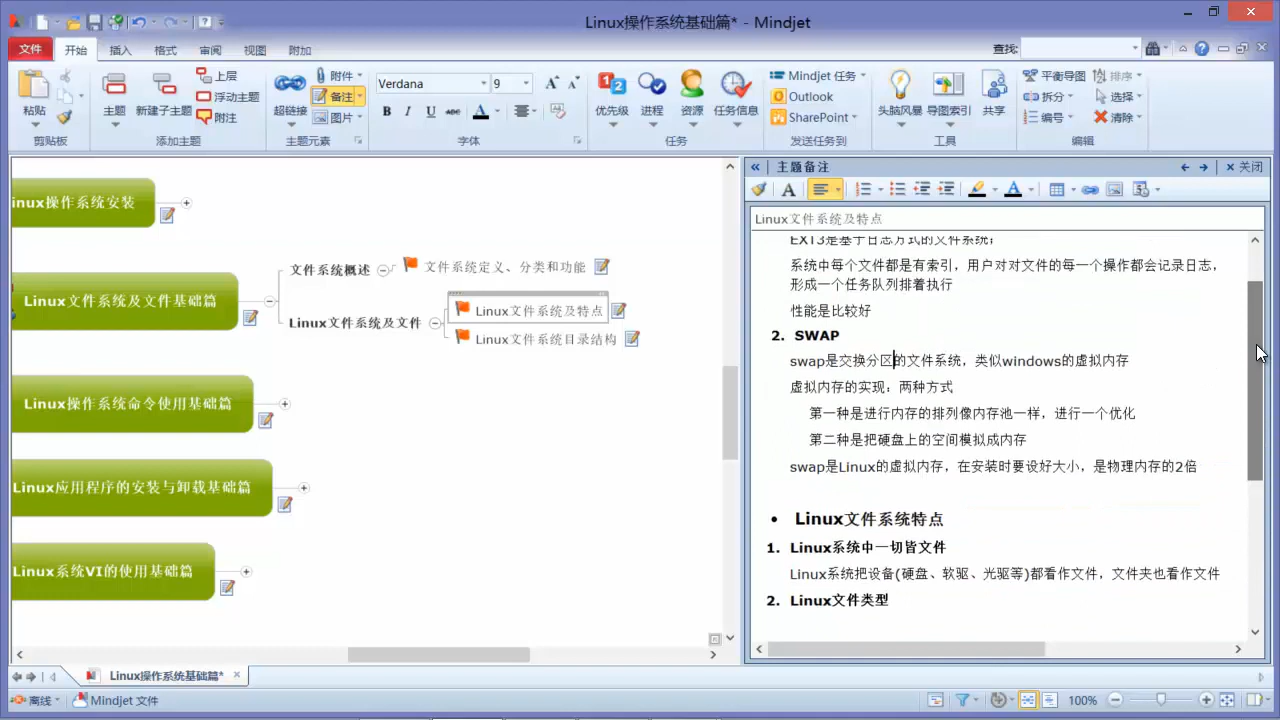 Linux操作系统基础篇* - Mindjet
文件 开始 插入 格式 审阅 视图 附加 查找:
粘贴 剪贴板
主题 新建子主题 上层 浮动主题 附注 添加主题
超链接 附件 备注 图片 主题元素
Verdana 9 B I U abc A 字体
优先级 进程 资源 任务信息 任务
Mindjet 任务 Outlook SharePoint 发送任务到
头脑风暴 导图索引 共享 工具
平衡导图 排序 拆分 选择 编号 清除 编辑
inux操作系统安装
Linux文件系统及文件基础篇
文件系统概述
文件系统定义、分类和功能
Linux文件系统及文件
Linux文件系统及特点
Linux文件系统目录结构
Linux操作系统命令使用基础篇
Linux应用程序的安装与卸载基础篇
Linux系统VI的使用基础篇
主题备注 关闭
Linux文件系统及特点
EXT3是基于日志方式的文件系统;
系统中每个文件都是有索引，用户对对文件的每一个操作都会记录日志，
形成一个任务队列排着执行
性能是比较好
2. SWAP
swap是交换分区的文件系统，类似windows的虚拟内存
虚拟内存的实现：两种方式
第一种是进行内存的排列像内存池一样，进行一个优化
第二种是把硬盘上的空间模拟成内存
swap是Linux的虚拟内存，在安装时要设好大小，是物理内存的2倍
• Linux文件系统特点
1. Linux系统中一切皆文件
Linux系统把设备(硬盘、软驱、光驱等)都看作文件，文件夹也看作文件
2. Linux文件类型
Linux操作系统基础篇*
离线 Mindjet 文件 100%